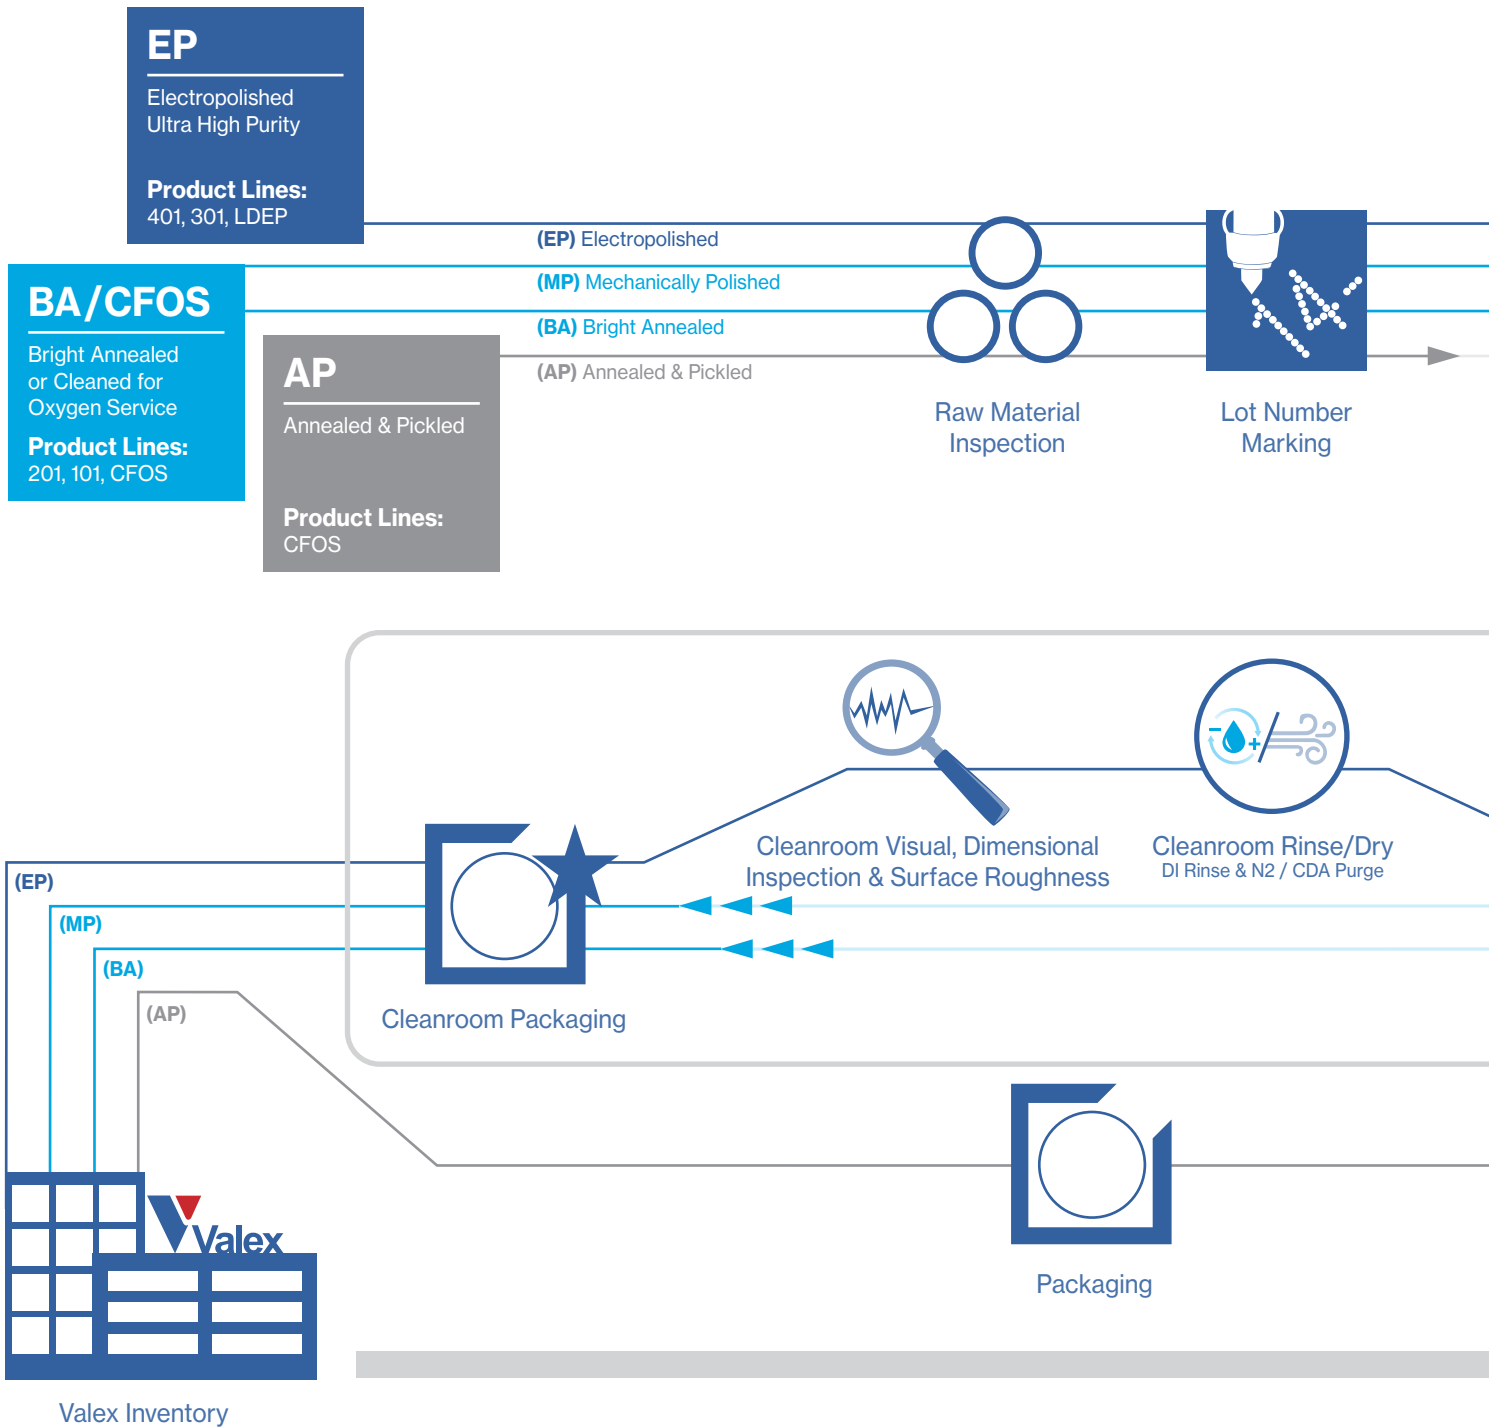 EP
Electropolished
Ultra High Purity
Product Lines:
401, 301, LDEP
BA/CFOS
Bright Annealed
or Cleaned for
Oxygen Service
Product Lines:
201, 101, CFOS
AP
Annealed & Pickled
Product Lines:
CFOS
(EP) Electropolished
(MP) Mechanically Polished
(BA) Bright Annealed
(AP) Annealed & Pickled
Raw Material
Inspection
Lot Number
Marking
Cleanroom Visual, Dimensional
Inspection & Surface Roughness
Cleanroom Rinse/Dry
DI Rinse & N2 / CDA Purge
(EP)
(MP)
(BA)
(AP)
Cleanroom Packaging
Packaging
Valex
Valex Inventory